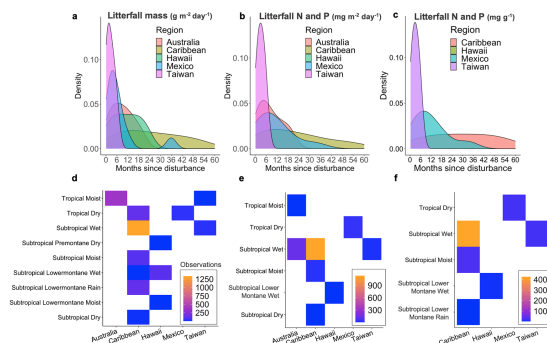 a Litterfall mass (g m⁻² day⁻¹)
Region
Australia
Caribbean
Hawaii
Mexico
Taiwan
Density
0.10
0.05
0.00
0 6 12 18 24 30 36 42 48 54 60
Months since disturbance
b Litterfall N and P (mg m⁻² day⁻¹)
Region
Australia
Caribbean
Hawaii
Mexico
Taiwan
Density
0.10
0.05
0.00
0 6 12 18 24 30 36 42 48 54 60
Months since disturbance
c Litterfall N and P (mg g⁻¹)
Region
Caribbean
Hawaii
Mexico
Taiwan
Density
0.10
0.05
0.00
0 6 12 18 24 30 36 42 48 54 60
Months since disturbance
d
Tropical Moist
Tropical Dry
Subtropical Wet
Subtropical Premontane Dry
Subtropical Moist
Subtropical Lowermontane Wet
Subtropical Lowermontane Rain
Subtropical Lowermontane Moist
Subtropical Dry
Observations
1250
1000
750
500
250
Australia
Caribbean
Hawaii
Mexico
Taiwan
e
Tropical Moist
Tropical Dry
Subtropical Wet
Subtropical Moist
Subtropical Lower
Montane Wet
Subtropical Dry
900
600
300
Australia
Caribbean
Hawaii
Mexico
Taiwan
f
Tropical Dry
Subtropical Wet
Subtropical Moist
Subtropical Lower
Montane Wet
Subtropical Lower
Montane Rain
400
300
200
100
Caribbean
Hawaii
Mexico
Taiwan